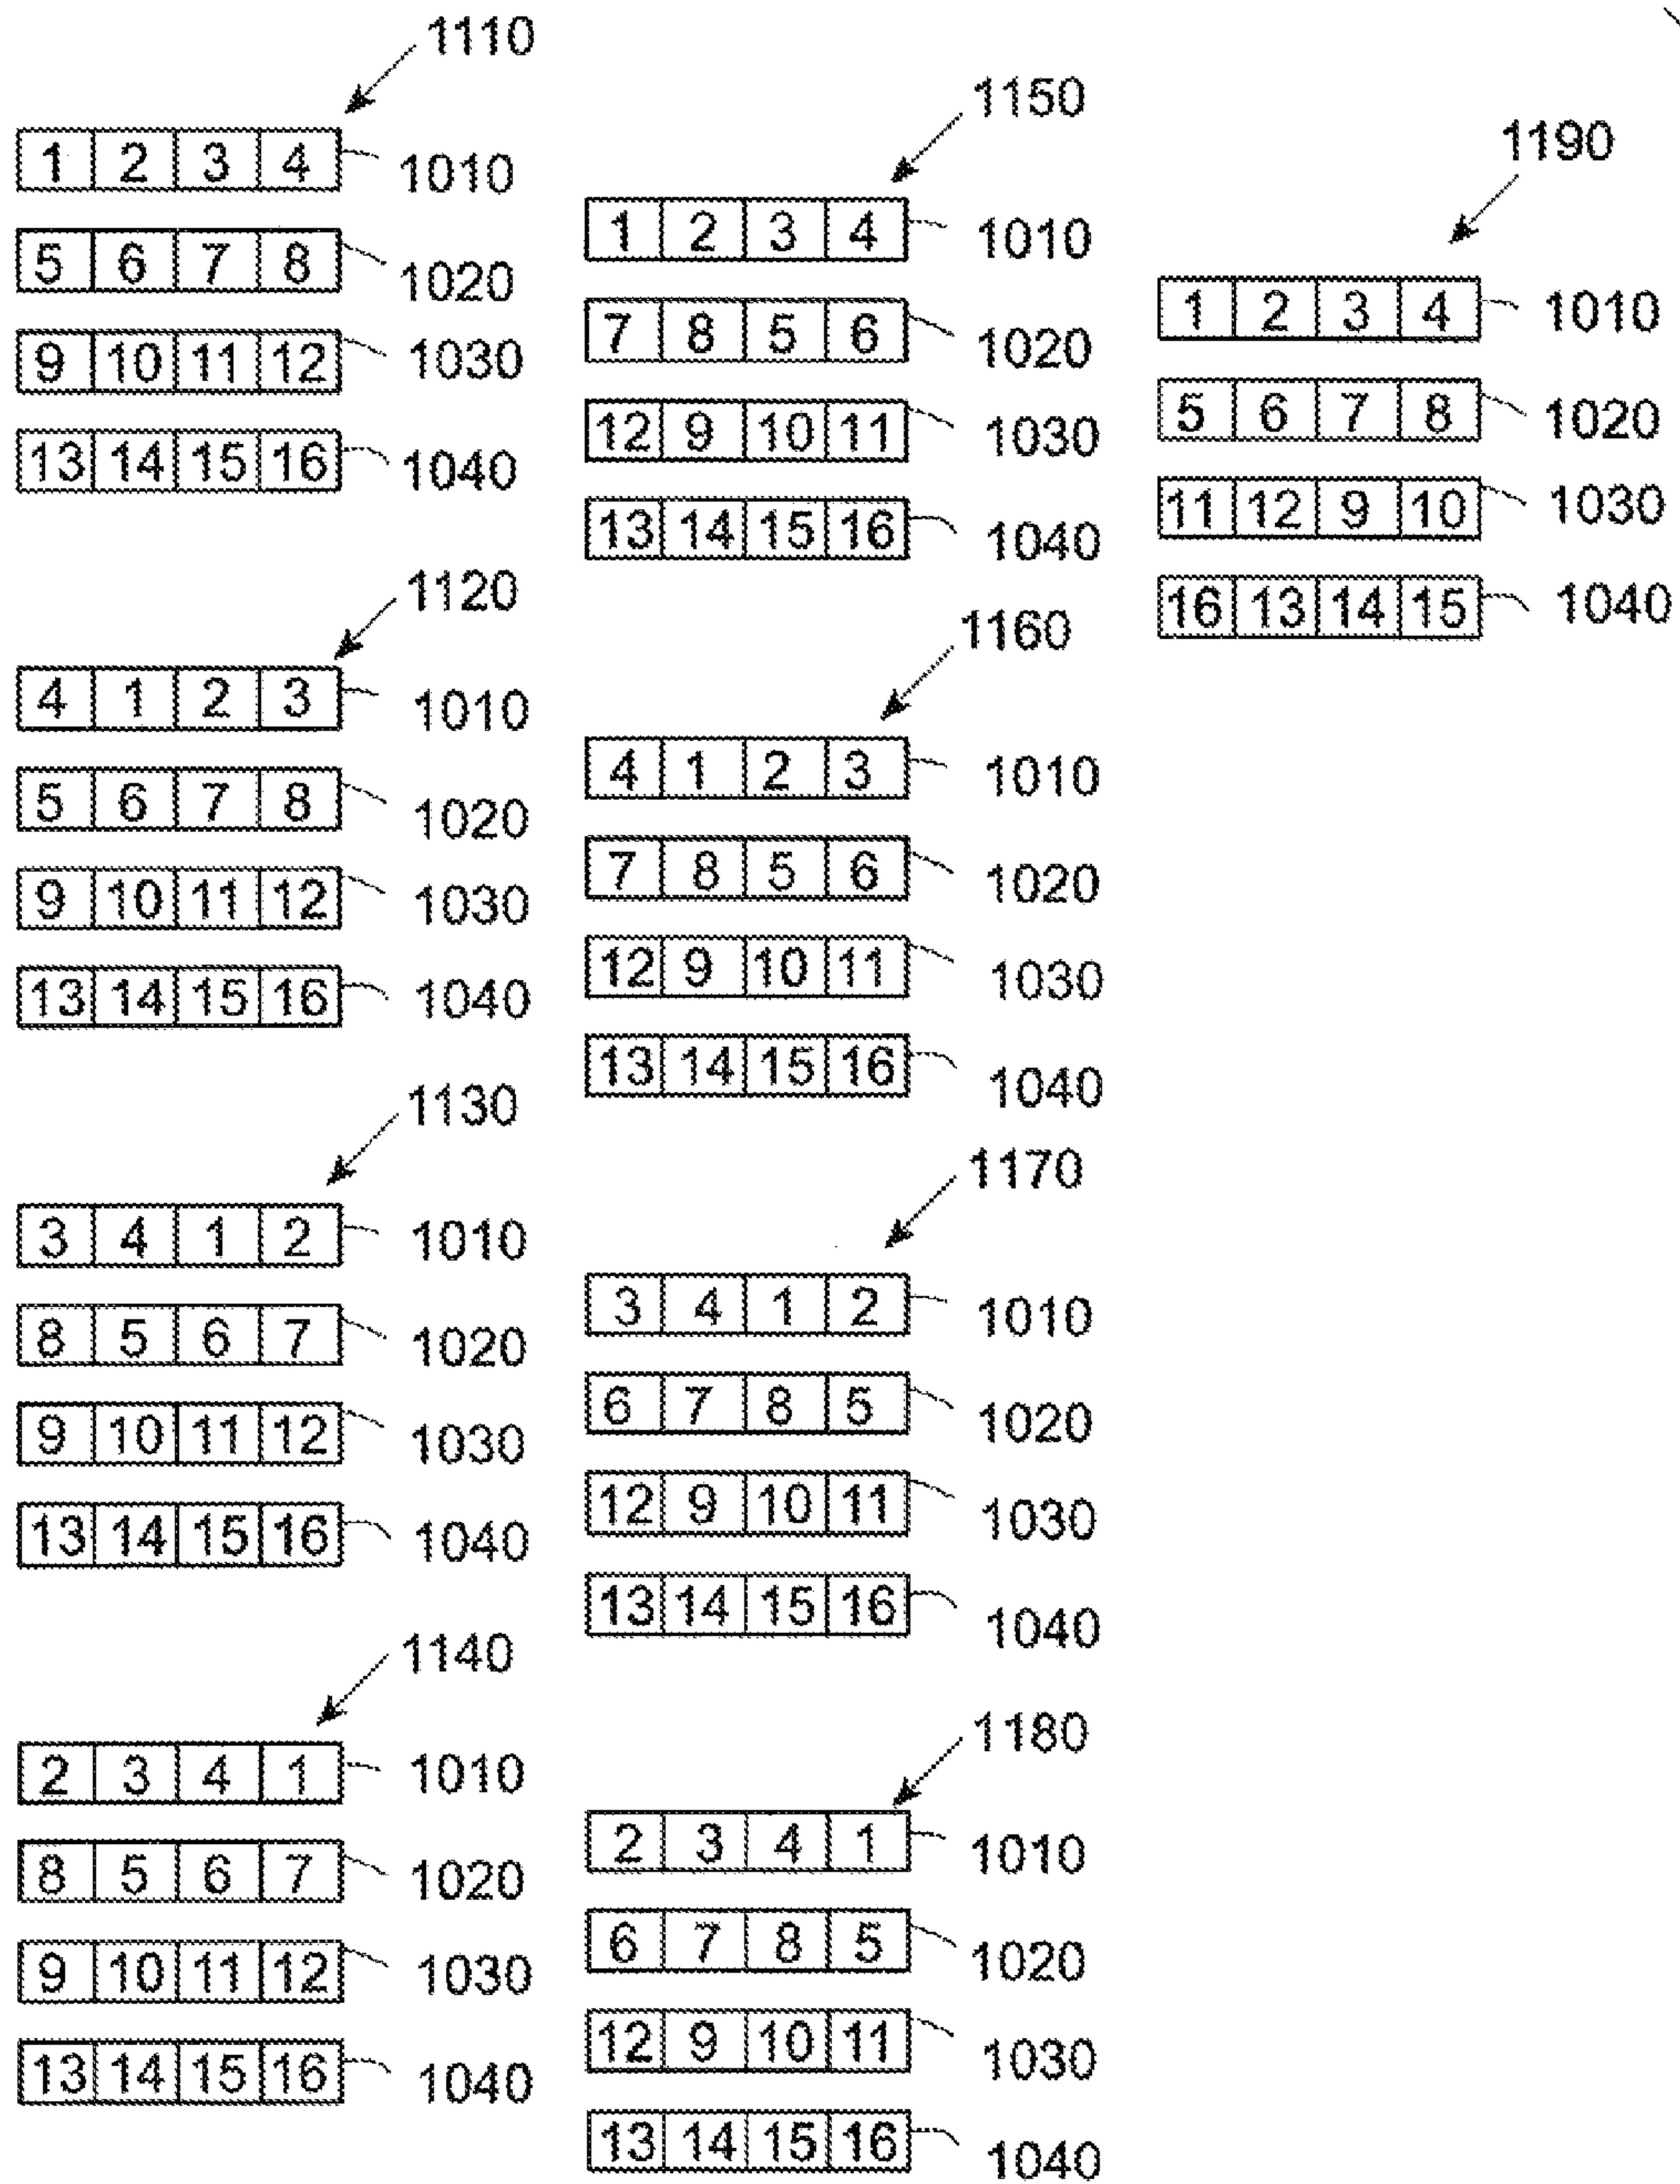 1110
1 2 3 4 1010
5 6 7 8 1020
9 10 11 12 1030
13 14 15 16 1040
1120
4 1 2 3 1010
5 6 7 8 1020
9 10 11 12 1030
13 14 15 16 1040
1130
3 4 1 2 1010
8 5 6 7 1020
9 10 11 12 1030
13 14 15 16 1040
1140
2 3 4 1 1010
8 5 6 7 1020
9 10 11 12 1030
13 14 15 16 1040
1150
1 2 3 4 1010
7 8 5 6 1020
12 9 10 11 1030
13 14 15 16 1040
1160
4 1 2 3 1010
7 8 5 6 1020
12 9 10 11 1030
13 14 15 16 1040
1170
3 4 1 2 1010
6 7 8 5 1020
12 9 10 11 1030
13 14 15 16 1040
1180
2 3 4 1 1010
6 7 8 5 1020
12 9 10 11 1030
13 14 15 16 1040
1190
1 2 3 4 1010
5 6 7 8 1020
11 12 9 10 1030
16 13 14 15 1040